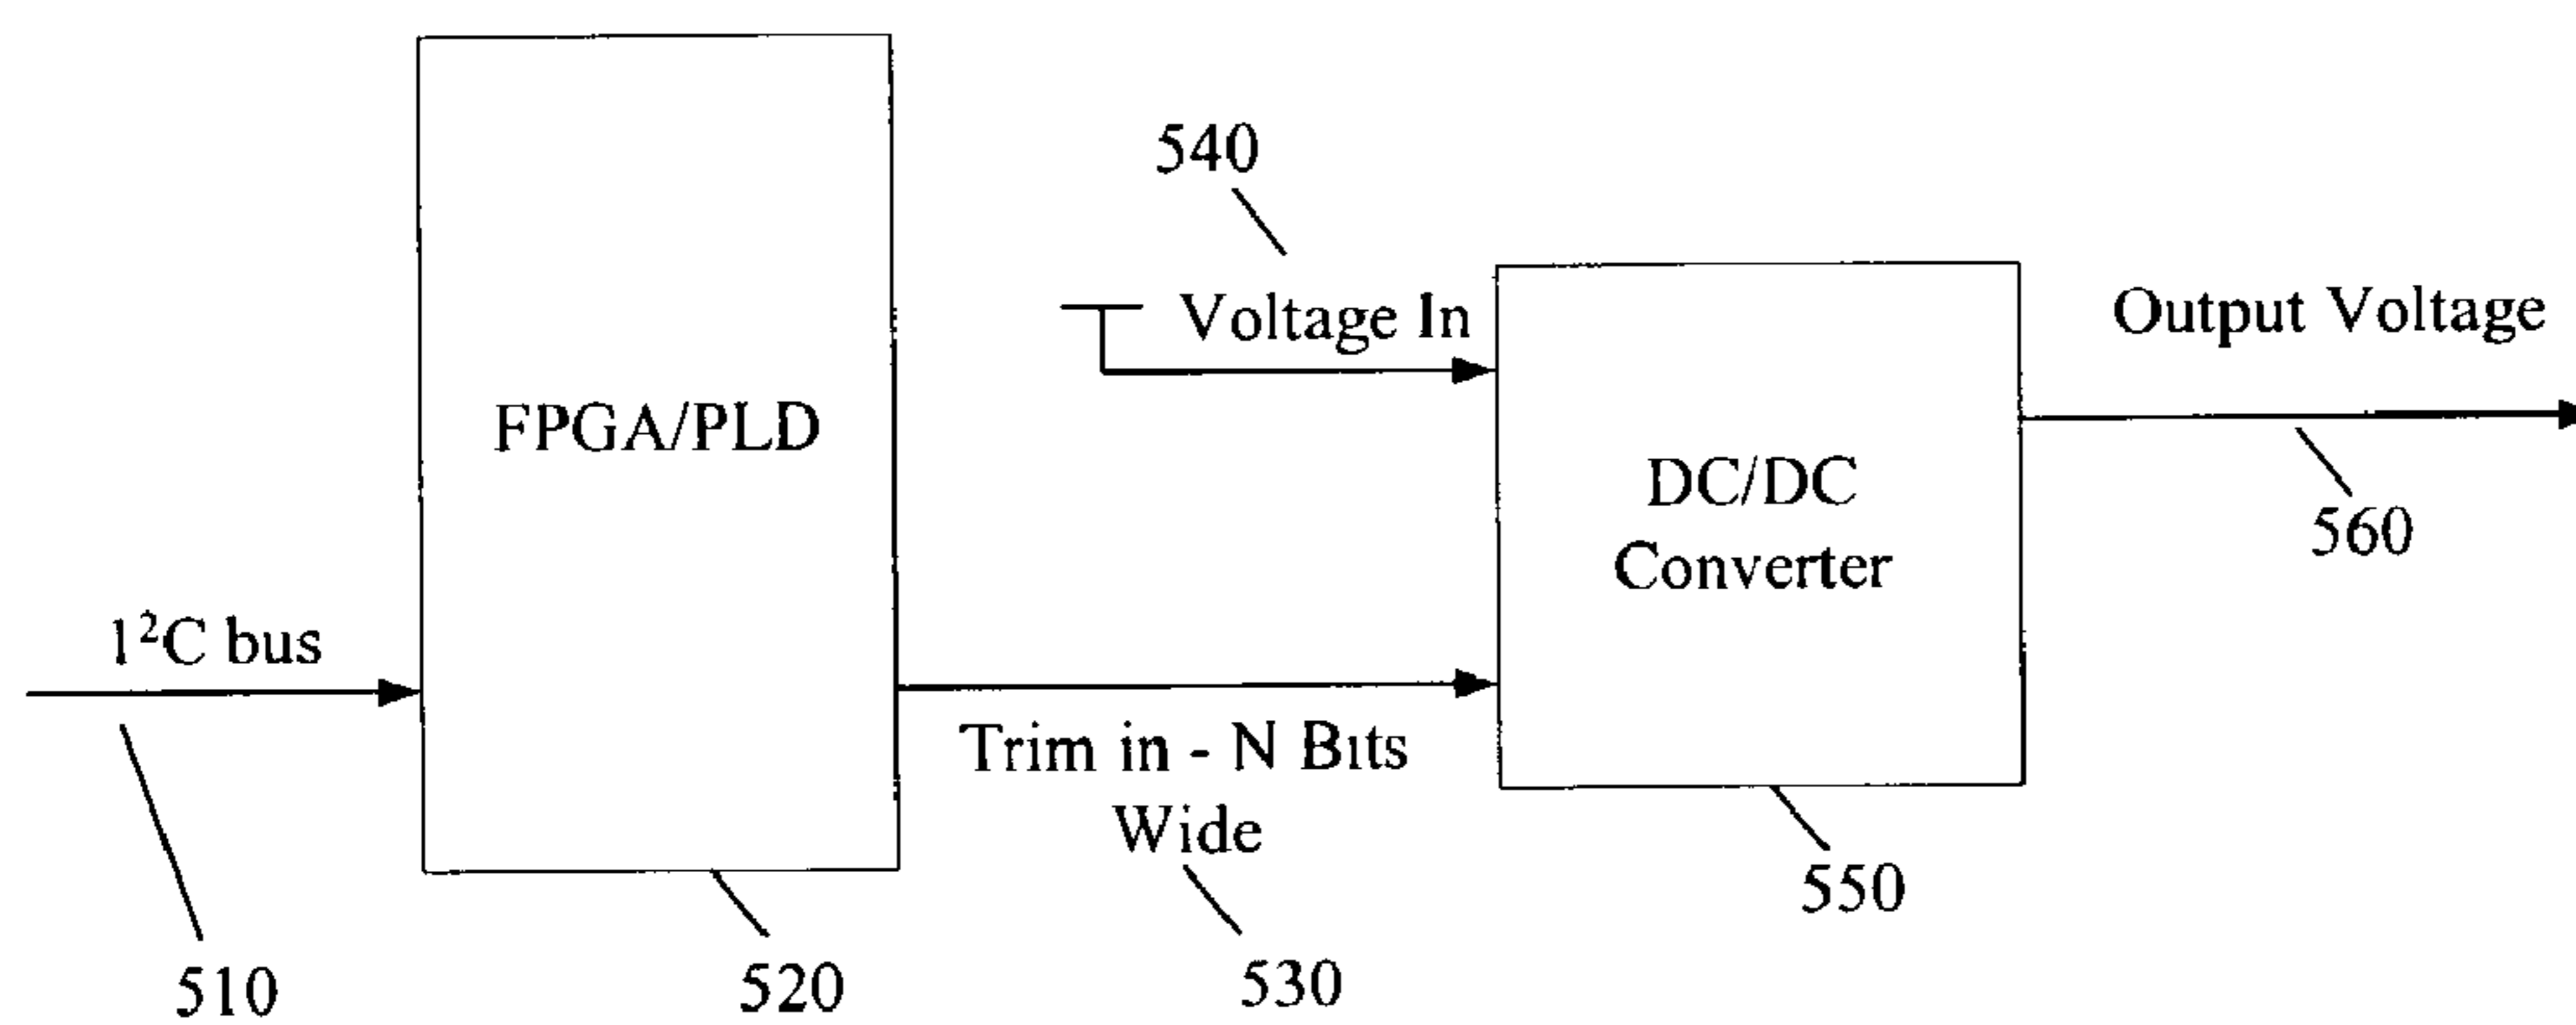 540
Voltage In
Output Voltage
FPGA/PLD
DC/DC
Converter
560
I²C bus
Trim in - N Bits
Wide
550
510
520
530